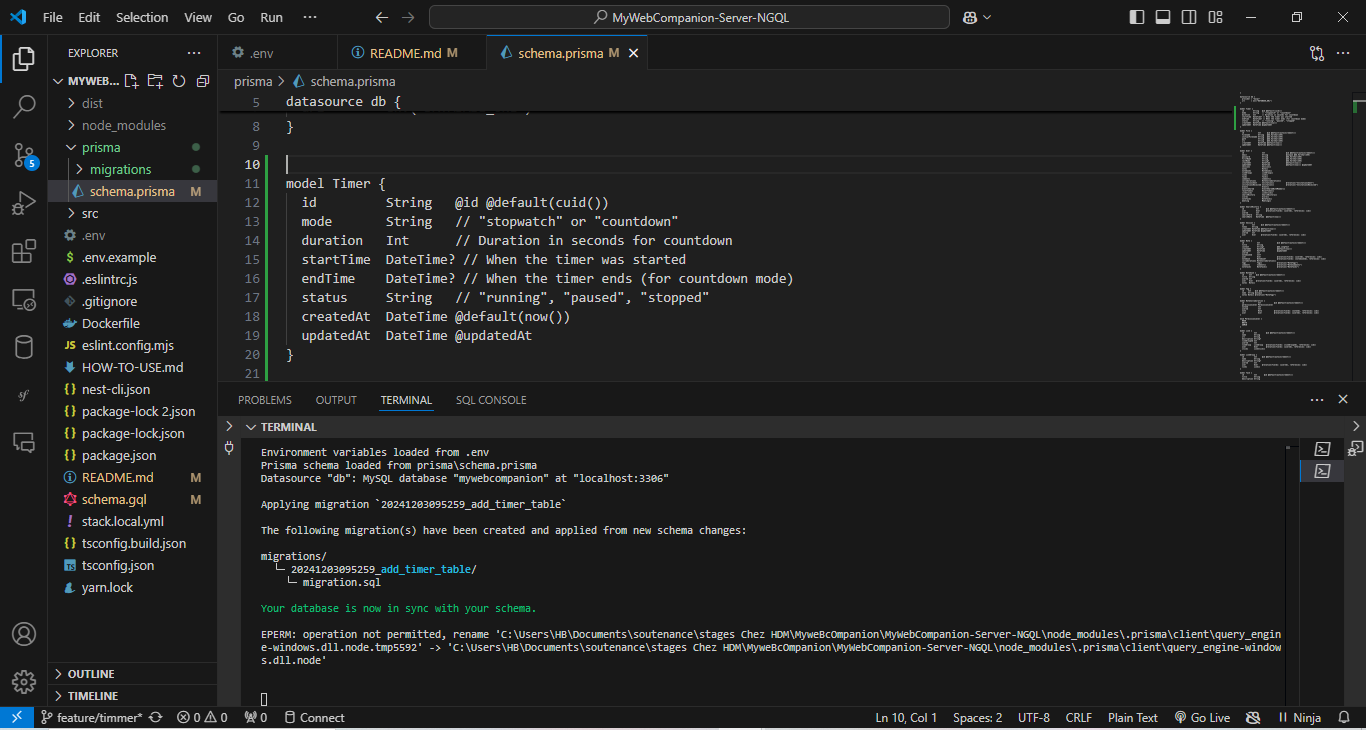 File Edit Selection View Go Run ··· MyWebCompanion-Server-NGQL
EXPLORER ···
MYWEB...
dist
node_modules
prisma
migrations
schema.prisma M
src
.env
$ .env.example
.eslintrc.js
.gitignore
Dockerfile
JS eslint.config.mjs
HOW-TO-USE.md
{} nest-cli.json
{} package-lock 2.json
{} package-lock.json
{} package.json
README.md M
schema.gql M
! stack.local.yml
{} tsconfig.build.json
TS tsconfig.json
yarn.lock
OUTLINE
TIMELINE
5
.env README.md M schema.prisma M
prisma > schema.prisma
5 datasource db {
8 }
9
10
11 model Timer {
12 id String @id @default(cuid())
13 mode String // "stopwatch" or "countdown"
14 duration Int // Duration in seconds for countdown
15 startTime DateTime? // When the timer was started
16 endTime DateTime? // When the timer ends (for countdown mode)
17 status String // "running", "paused", "stopped"
18 createdAt DateTime @default(now())
19 updatedAt DateTime @updatedAt
20 }
21
PROBLEMS OUTPUT TERMINAL SQL CONSOLE ···
TERMINAL
Environment variables loaded from .env
Prisma schema loaded from prisma\schema.prisma
Datasource "db": MySQL database "mywebcompanion" at "localhost:3306"
Applying migration `20241203095259_add_timer_table`
The following migration(s) have been created and applied from new schema changes:
migrations/
└─ 20241203095259_add_timer_table/
└─ migration.sql
Your database is now in sync with your schema.
EPERM: operation not permitted, rename 'C:\Users\HB\Documents\soutenance\stages Chez HDM\MyweBcOmpanion\MyWebCompanion-Server-NGQL\node_modules\.prisma\client\query_engin
e-windows.dll.node.tmp5592' -> 'C:\Users\HB\Documents\soutenance\stages Chez HDM\MyweBcOmpanion\MyWebCompanion-Server-NGQL\node_modules\.prisma\client\query_engine-window
s.dll.node'
feature/timmer* 0 0 0 Connect Ln 10, Col 1 Spaces: 2 UTF-8 CRLF Plain Text Go Live Ninja